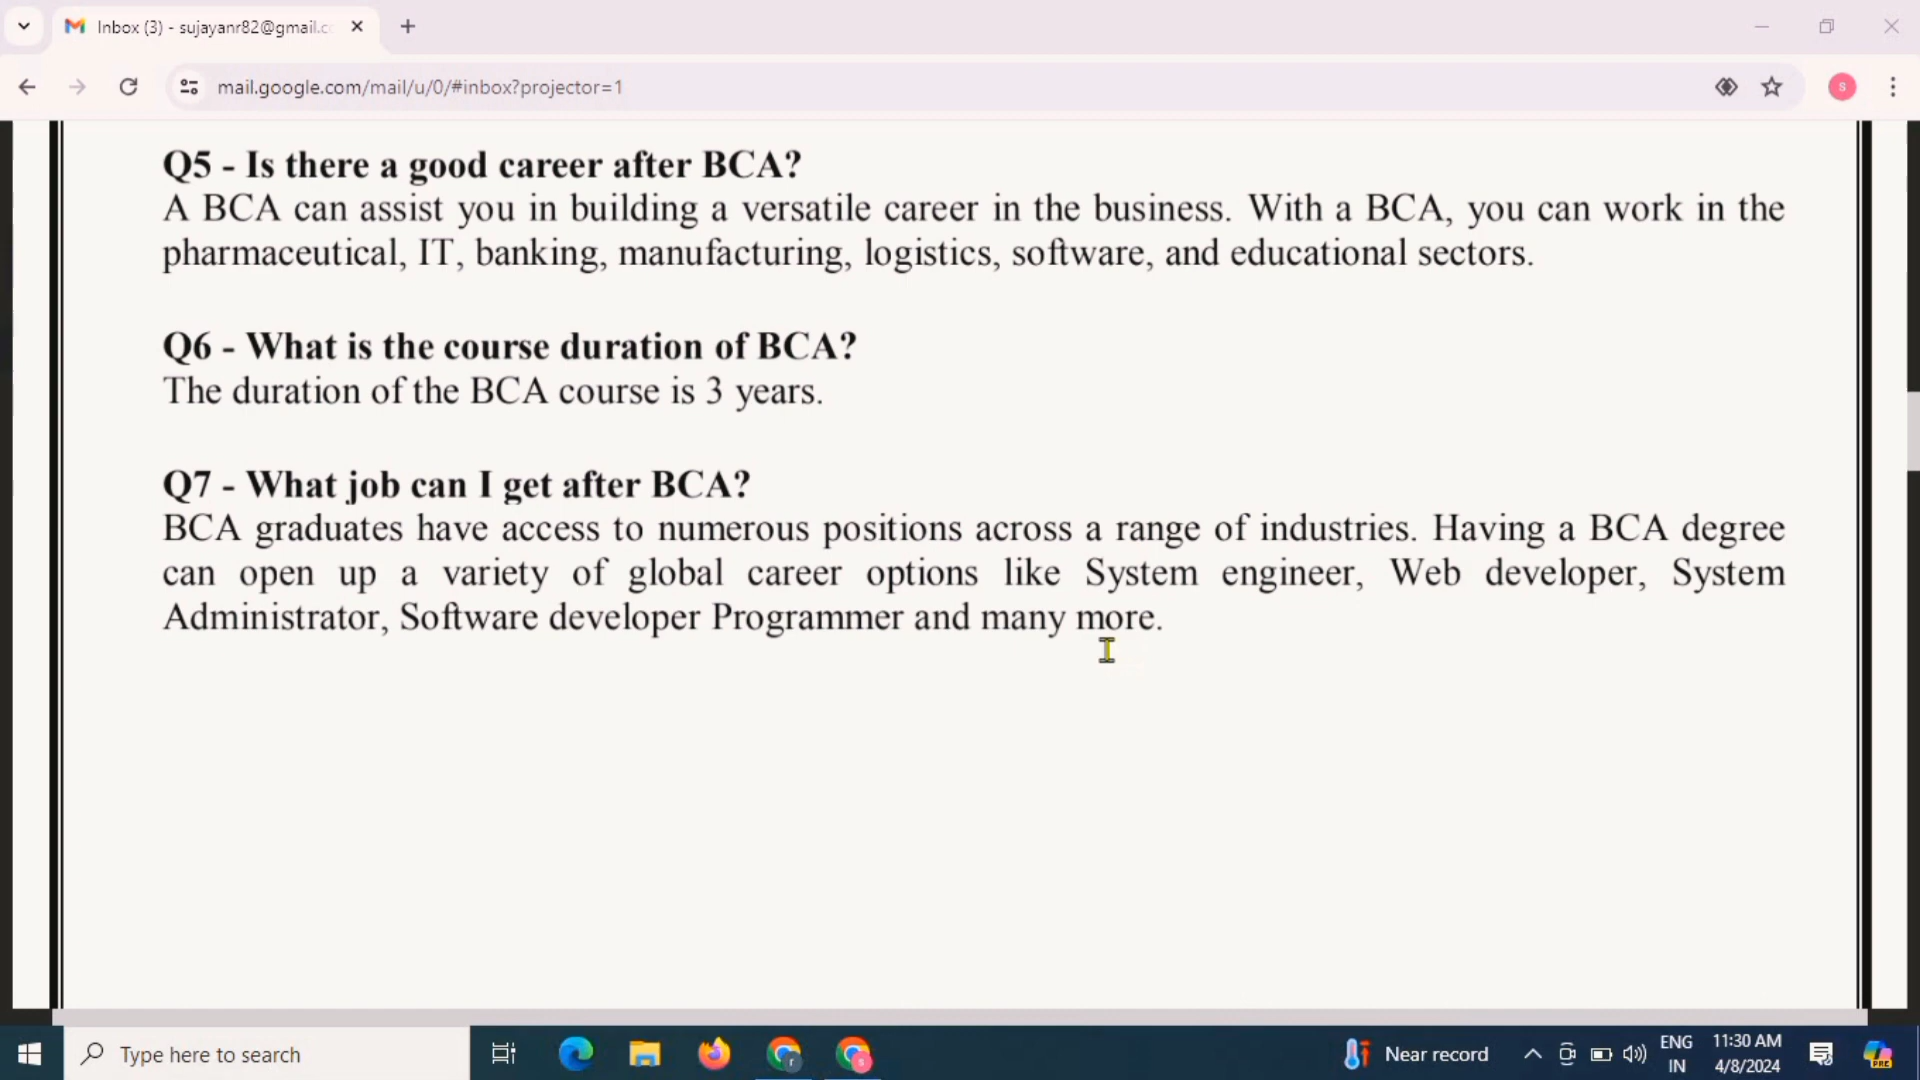 Inbox (3) - sujayanr82@gmail.c
mail.google.com/mail/u/0/#inbox?projector=1
s
Q5 - Is there a good career after BCA?
A BCA can assist you in building a versatile career in the business. With a BCA, you can work in the
pharmaceutical, IT, banking, manufacturing, logistics, software, and educational sectors.
Q6 - What is the course duration of BCA?
The duration of the BCA course is 3 years.
Q7 - What job can I get after BCA?
BCA graduates have access to numerous positions across a range of industries. Having a BCA degree
can open up a variety of global career options like System engineer, Web developer, System
Administrator, Software developer Programmer and many more.
Type here to search
r
s
Near record
ENG
IN
11:30 AM
4/8/2024
PRE